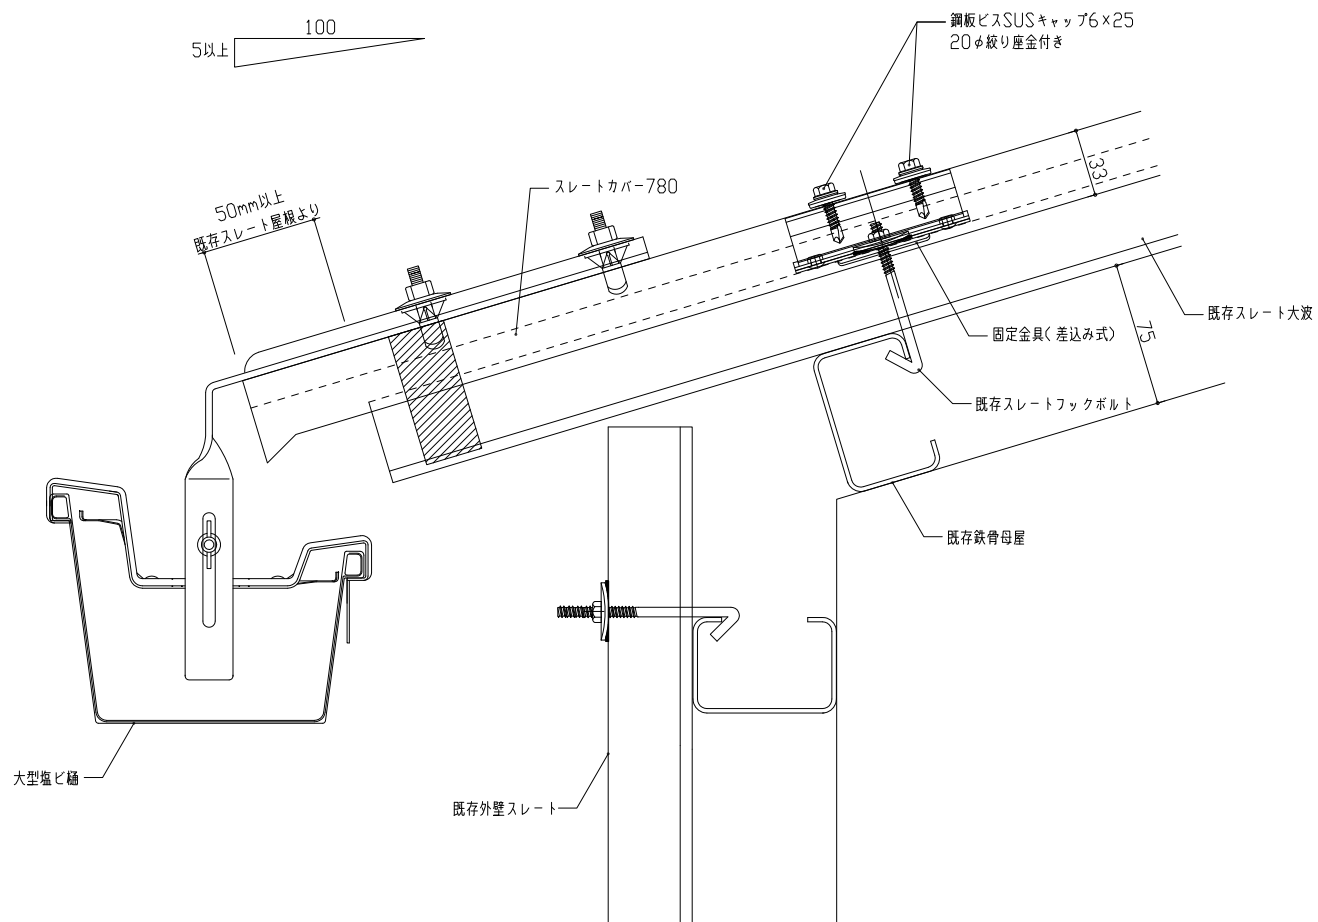 100
5以上
鋼板ビスSUSキャップ6×25
20φ絞り座金付き
スレートカバー780
33
50mm以上
既存スレート屋根より
既存スレート大波
固定金具(差込み式)
75
既存スレートフックボルト
既存鉄骨母屋
大型塩ビ樋
既存外壁スレート